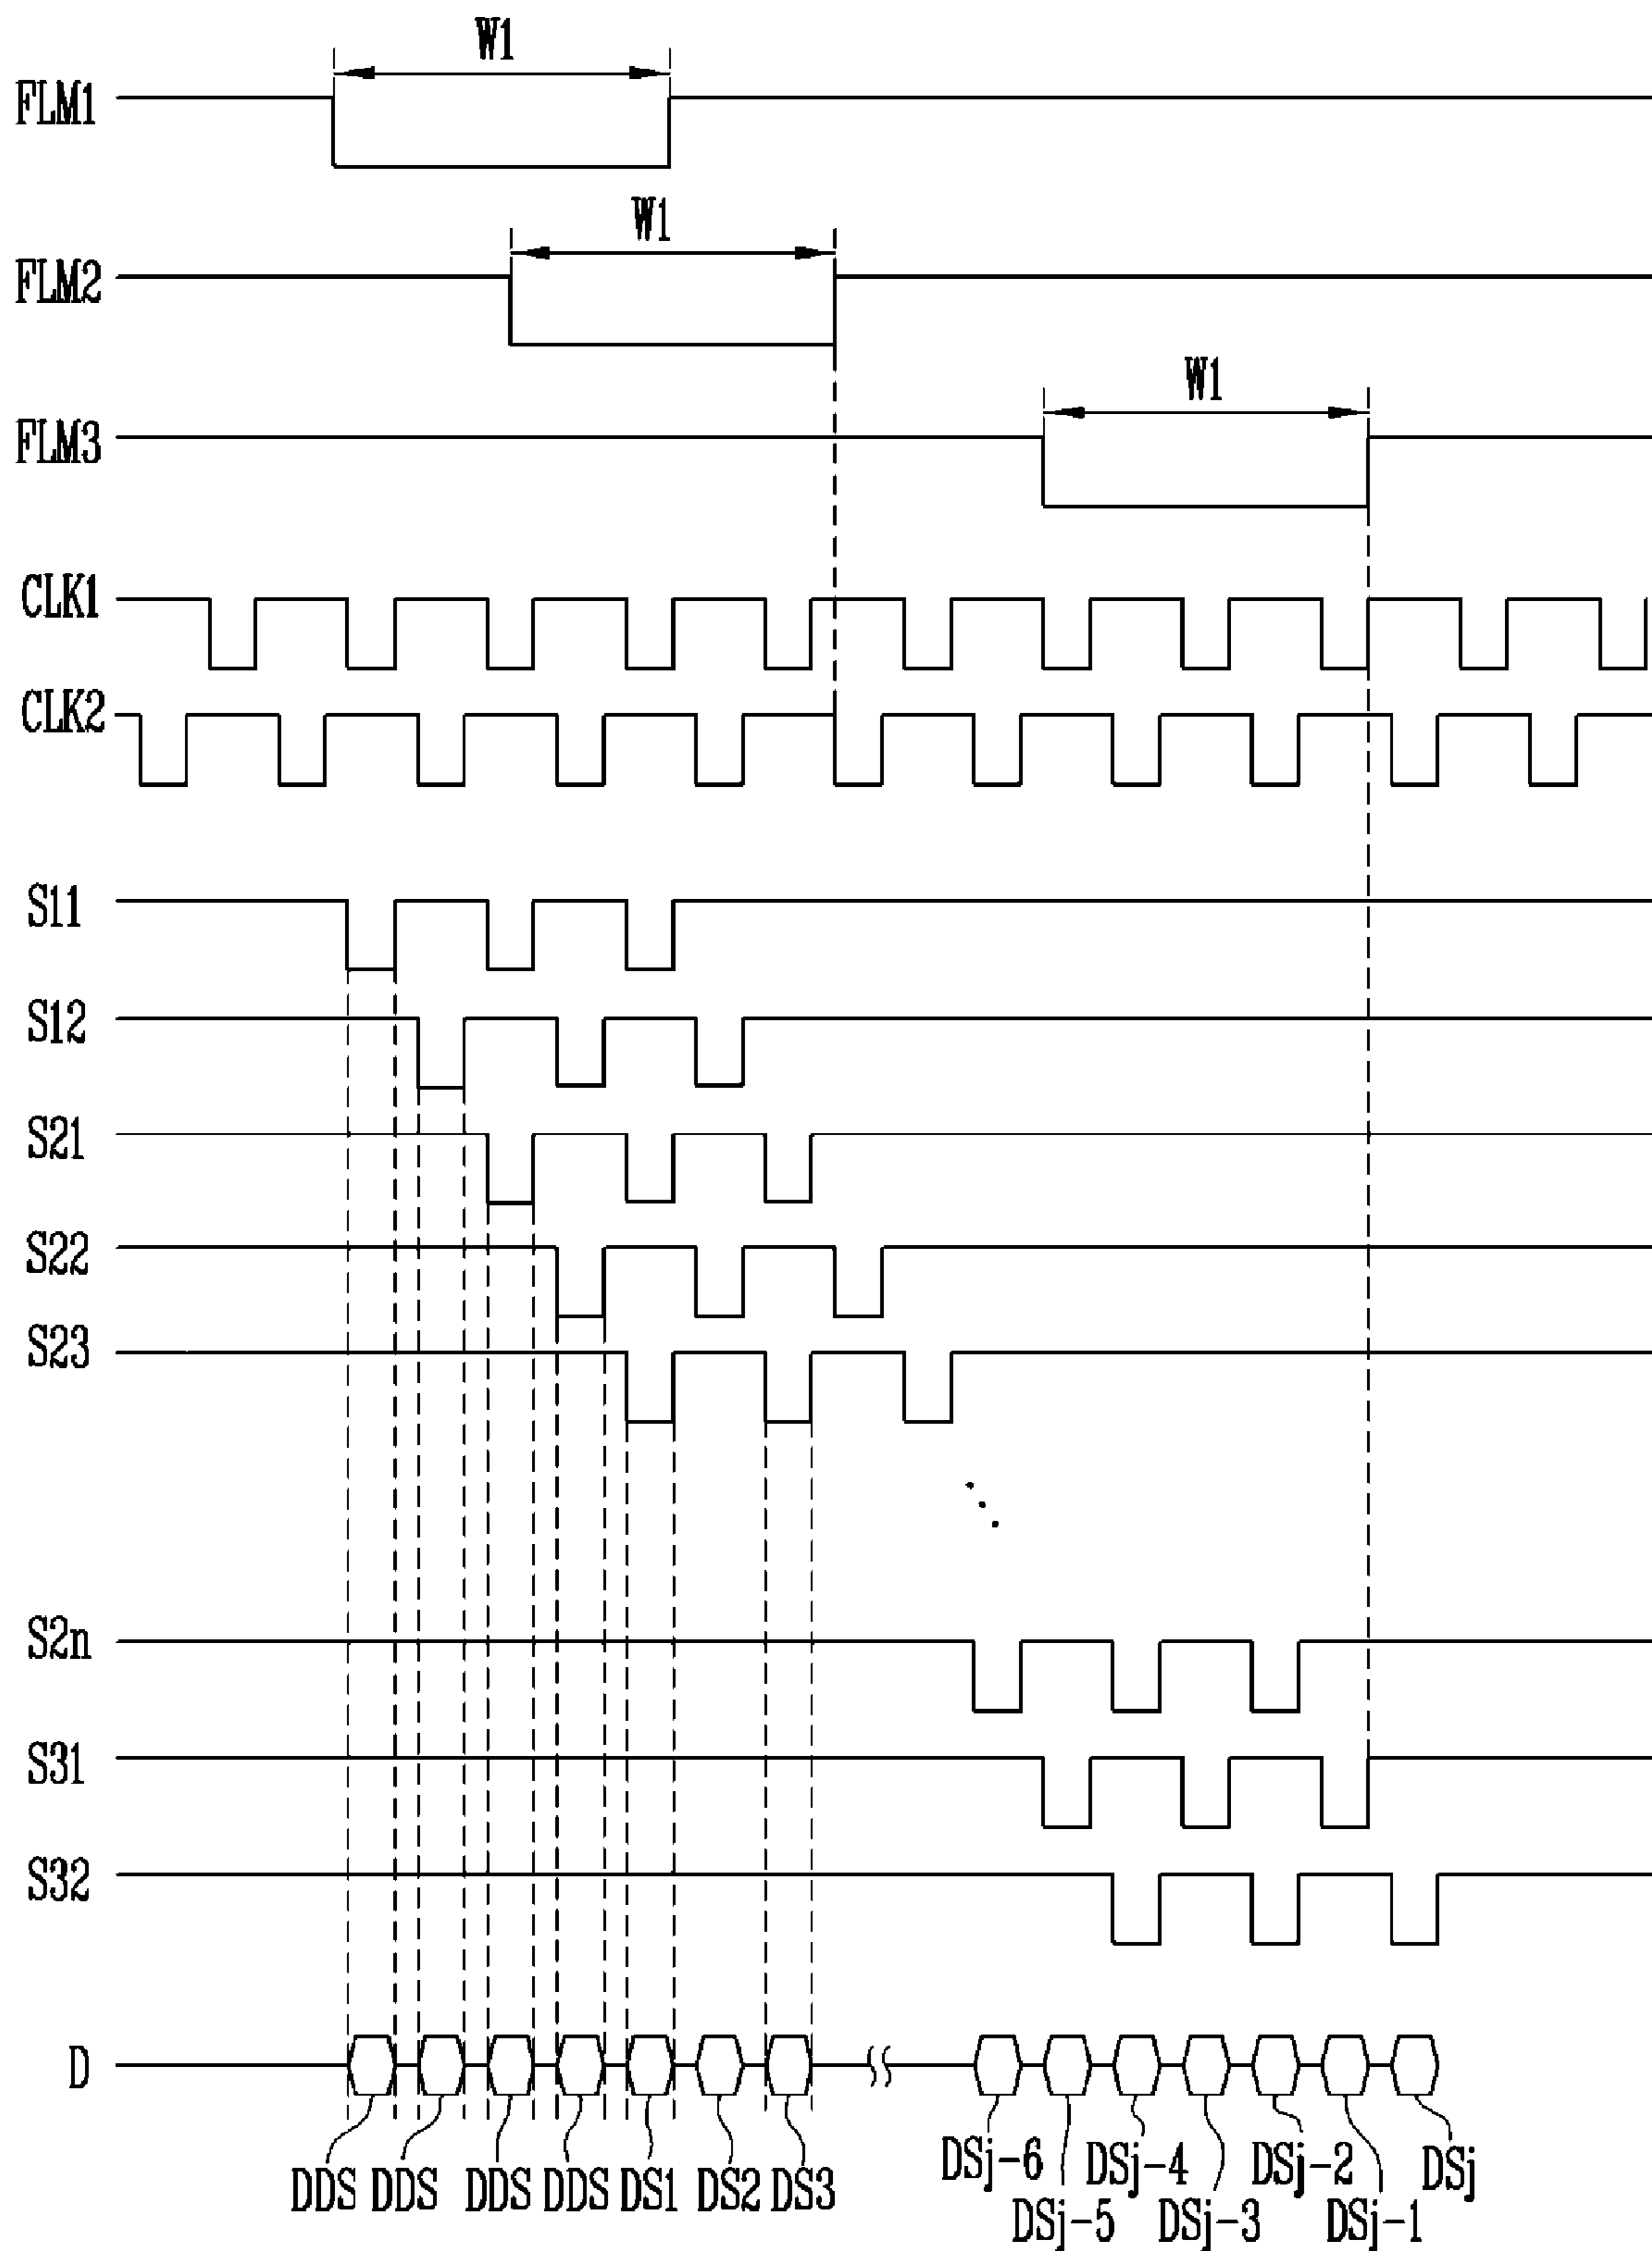 W1
FLM1
W1
FLM2
W1
FLM3
CLK1
CLK2
S11
S12
S21
S22
S23
S2n
S31
S32
D
DDS DDS DDS DDS DS1 DS2 DS3 DSj-6 DSj-4 DSj-2 DSj
DSj-5 DSj-3 DSj-1